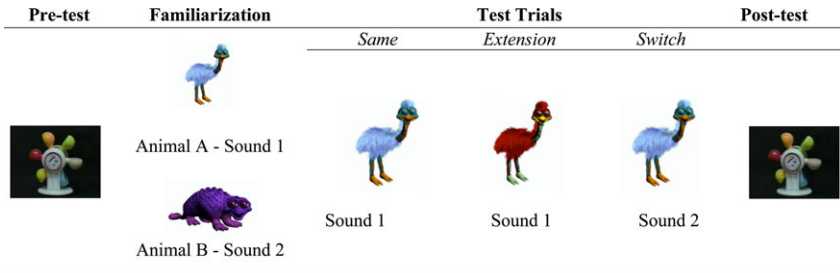 Pre-test Familiarization Test Trials Post-test
Same Extension Switch
Animal A - Sound 1
Animal B - Sound 2
Sound 1 Sound 1 Sound 2